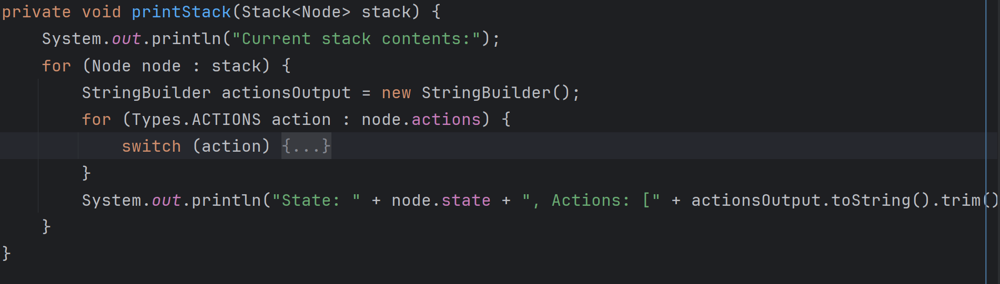 private void printStack(Stack<Node> stack) {
    System.out.println("Current stack contents:");
    for (Node node : stack) {
        StringBuilder actionsOutput = new StringBuilder();
        for (Types.ACTIONS action : node.actions) {
            switch (action) {...}
        }
        System.out.println("State: " + node.state + ", Actions: [" + actionsOutput.toString().trim()
    }
}